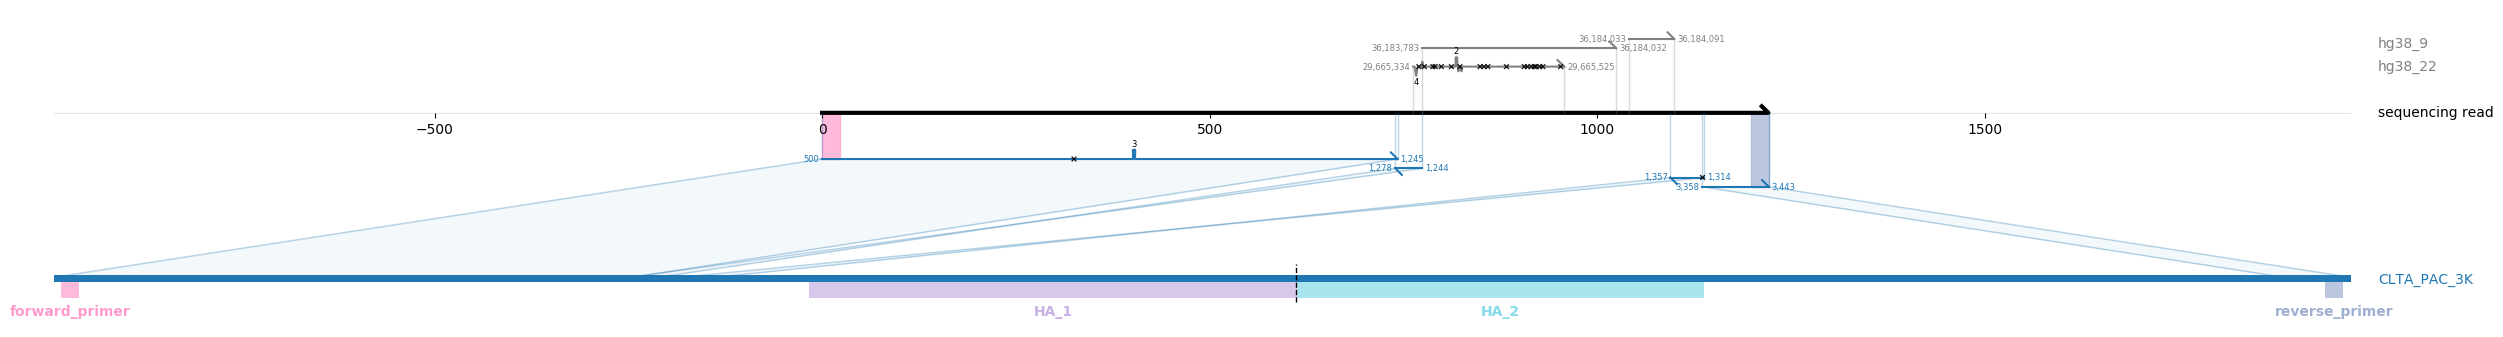 36,184,033 36,184,091
hg38_9
36,183,783 36,184,032
2
29,665,334 29,665,525
hg38_22
4
sequencing read
−500 0 500 1000 1500
3
500 1,245
1,278 1,244
1,357 1,314
3,358 3,443
CLTA_PAC_3K
forward_primer HA_1 HA_2 reverse_primer